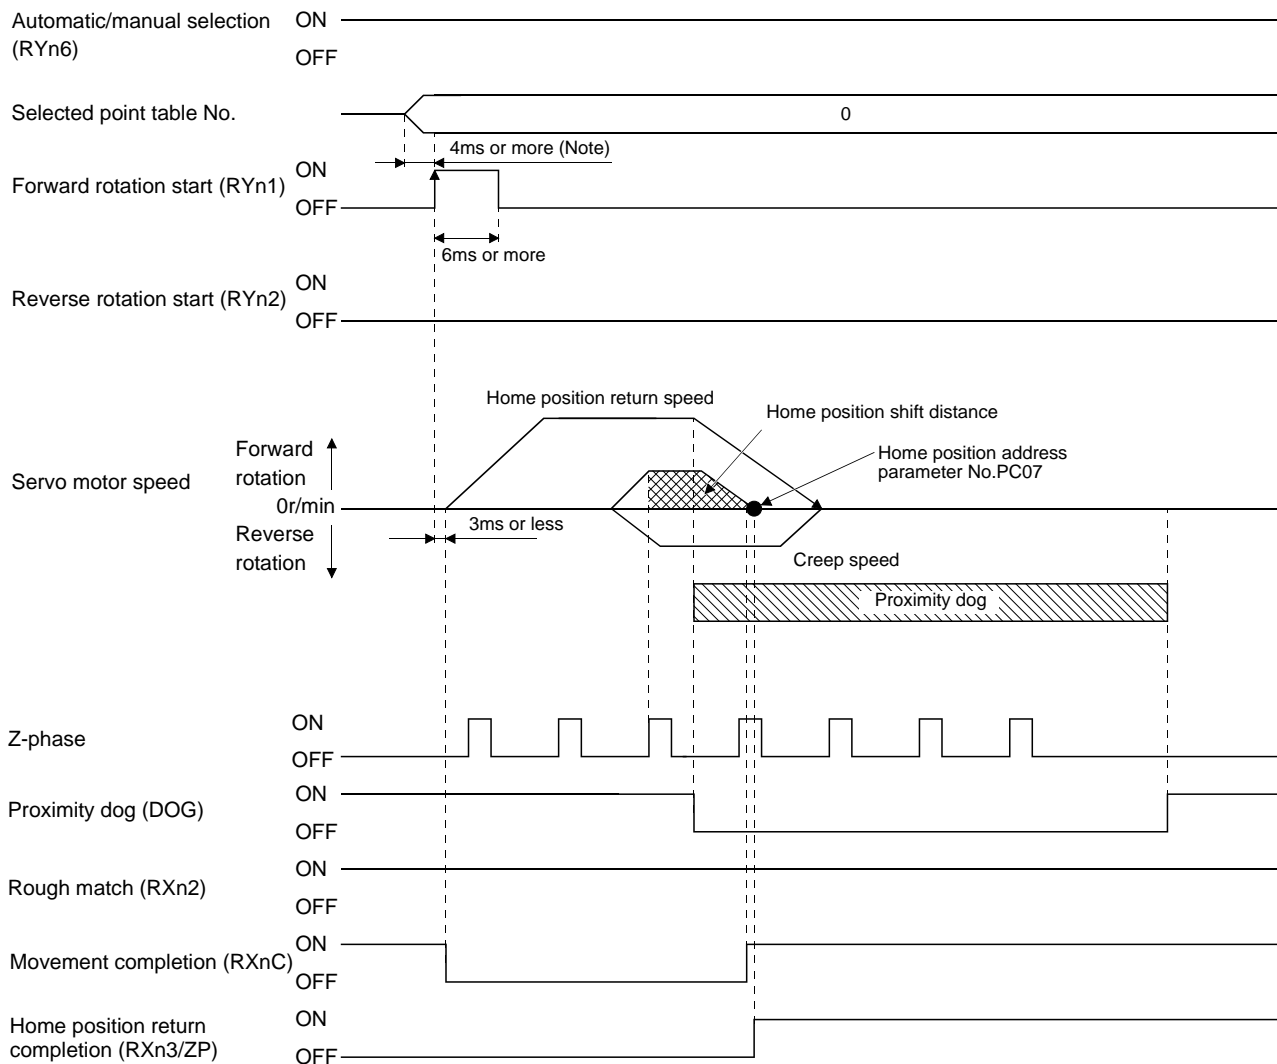 Automatic/manual selection
(RYn6)
ON
OFF
Selected point table No.
0
4ms or more (Note)
Forward rotation start (RYn1)
ON
OFF
6ms or more
Reverse rotation start (RYn2)
ON
OFF
Home position return speed
Home position shift distance
Home position address
parameter No.PC07
Servo motor speed
Forward
rotation
0r/min
Reverse
rotation
3ms or less
Creep speed
Proximity dog
Z-phase
ON
OFF
Proximity dog (DOG)
ON
OFF
Rough match (RXn2)
ON
OFF
Movement completion (RXnC)
ON
OFF
Home position return
completion (RXn3/ZP)
ON
OFF